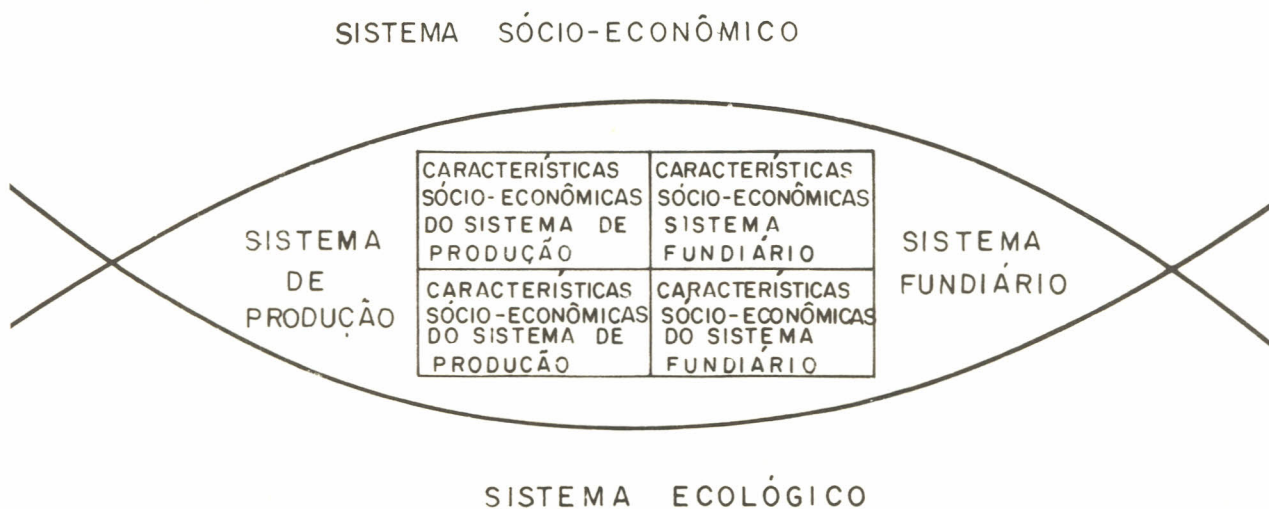 SISTEMA SÓCIO-ECONÔMICO
CARACTERÍSTICAS
SÓCIO-ECONÔMICAS
DO SISTEMA DE
PRODUÇÃO
CARACTERÍSTICAS
SÓCIO-ECONÔMICAS
SISTEMA
FUNDIÁRIO
SISTEMA
DE
PRODUÇÃO
SISTEMA
FUNDIÁRIO
CARACTERÍSTICAS
SÓCIO-ECONÔMICAS
DO SISTEMA DE
PRODUCÃO
CARACTERÍSTICAS
SÓCIO-ECONÔMICAS
DO SISTEMA
FUNDIÁRIO
SISTEMA ECOLÓGICO